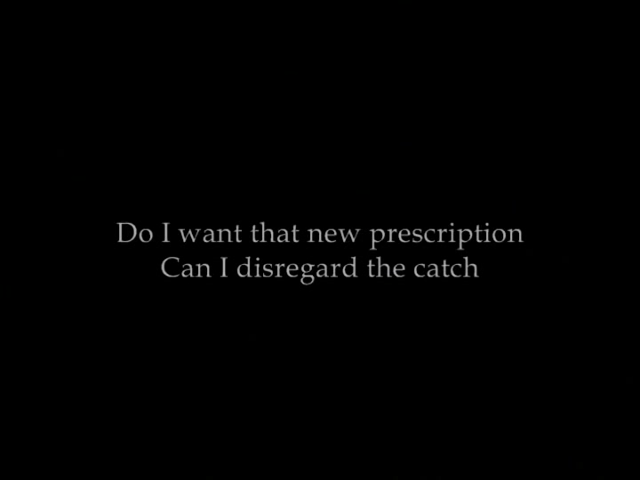 Do I want that new prescription
Can I disregard the catch